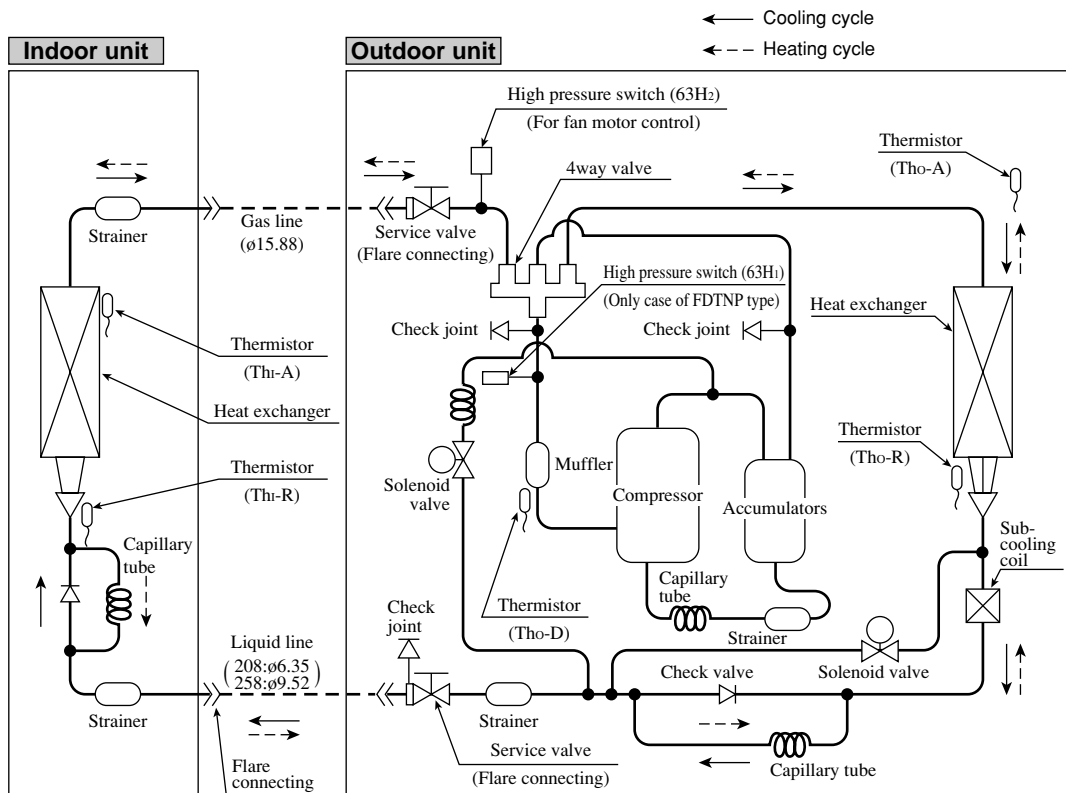 Cooling cycle
Heating cycle
Indoor unit
Outdoor unit
High pressure switch (63H₂)
(For fan motor control)
Thermistor
(Tho-A)
4way valve
Strainer
Gas line
(ø15.88)
Service valve
(Flare connecting)
High pressure switch (63H₁)
(Only case of FDTNP type)
Heat exchanger
Check joint
Check joint
Thermistor
(ThI-A)
Heat exchanger
Thermistor
(Tho-R)
Muffler
Thermistor
(ThI-R)
Solenoid
valve
Compressor
Accumulators
Sub-
cooling
coil
Capillary
tube
Capillary
tube
Check
joint
Thermistor
(Tho-D)
Strainer
Liquid line
(208:ø6.35
258:ø9.52)
Check valve
Solenoid valve
Strainer
Strainer
Service valve
(Flare connecting)
Capillary tube
Flare
connecting